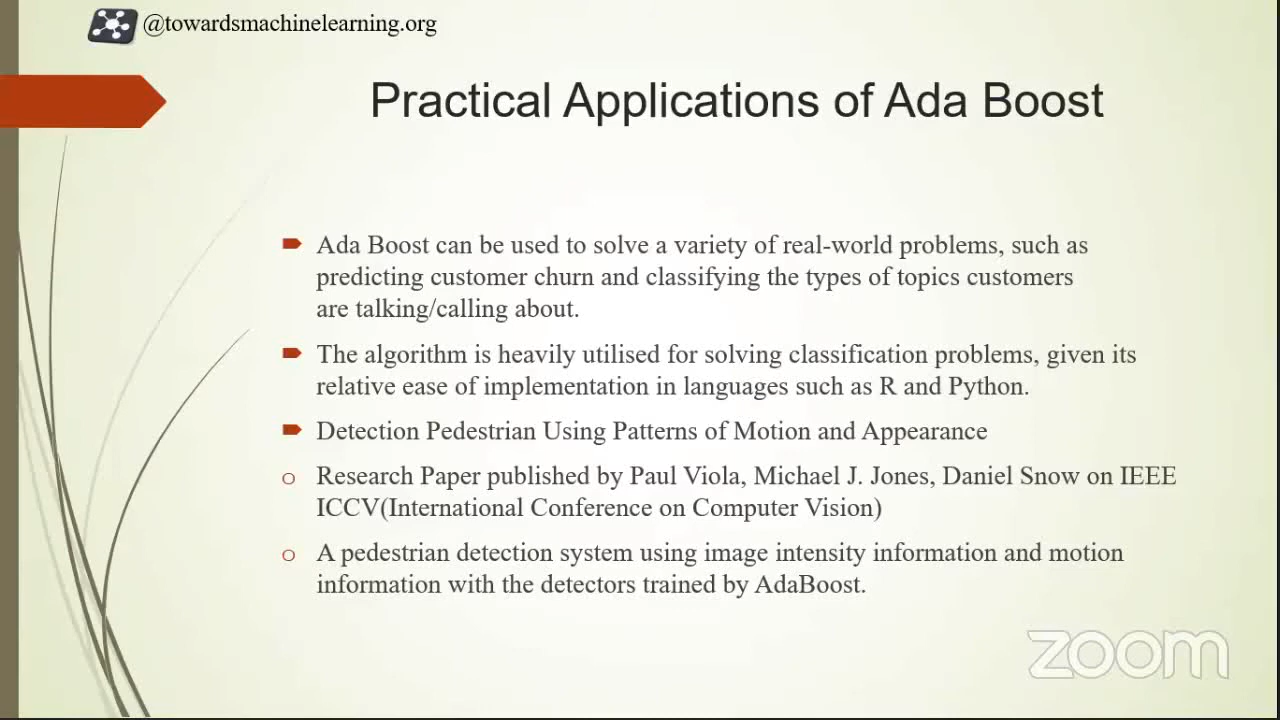 @towardsmachinelearning.org
Practical Applications of Ada Boost
Ada Boost can be used to solve a variety of real-world problems, such as
predicting customer churn and classifying the types of topics customers
are talking/calling about.
The algorithm is heavily utilised for solving classification problems, given its
relative ease of implementation in languages such as R and Python.
Detection Pedestrian Using Patterns of Motion and Appearance
Research Paper published by Paul Viola, Michael J. Jones, Daniel Snow on IEEE
ICCV(International Conference on Computer Vision)
A pedestrian detection system using image intensity information and motion
information with the detectors trained by AdaBoost.
zoom